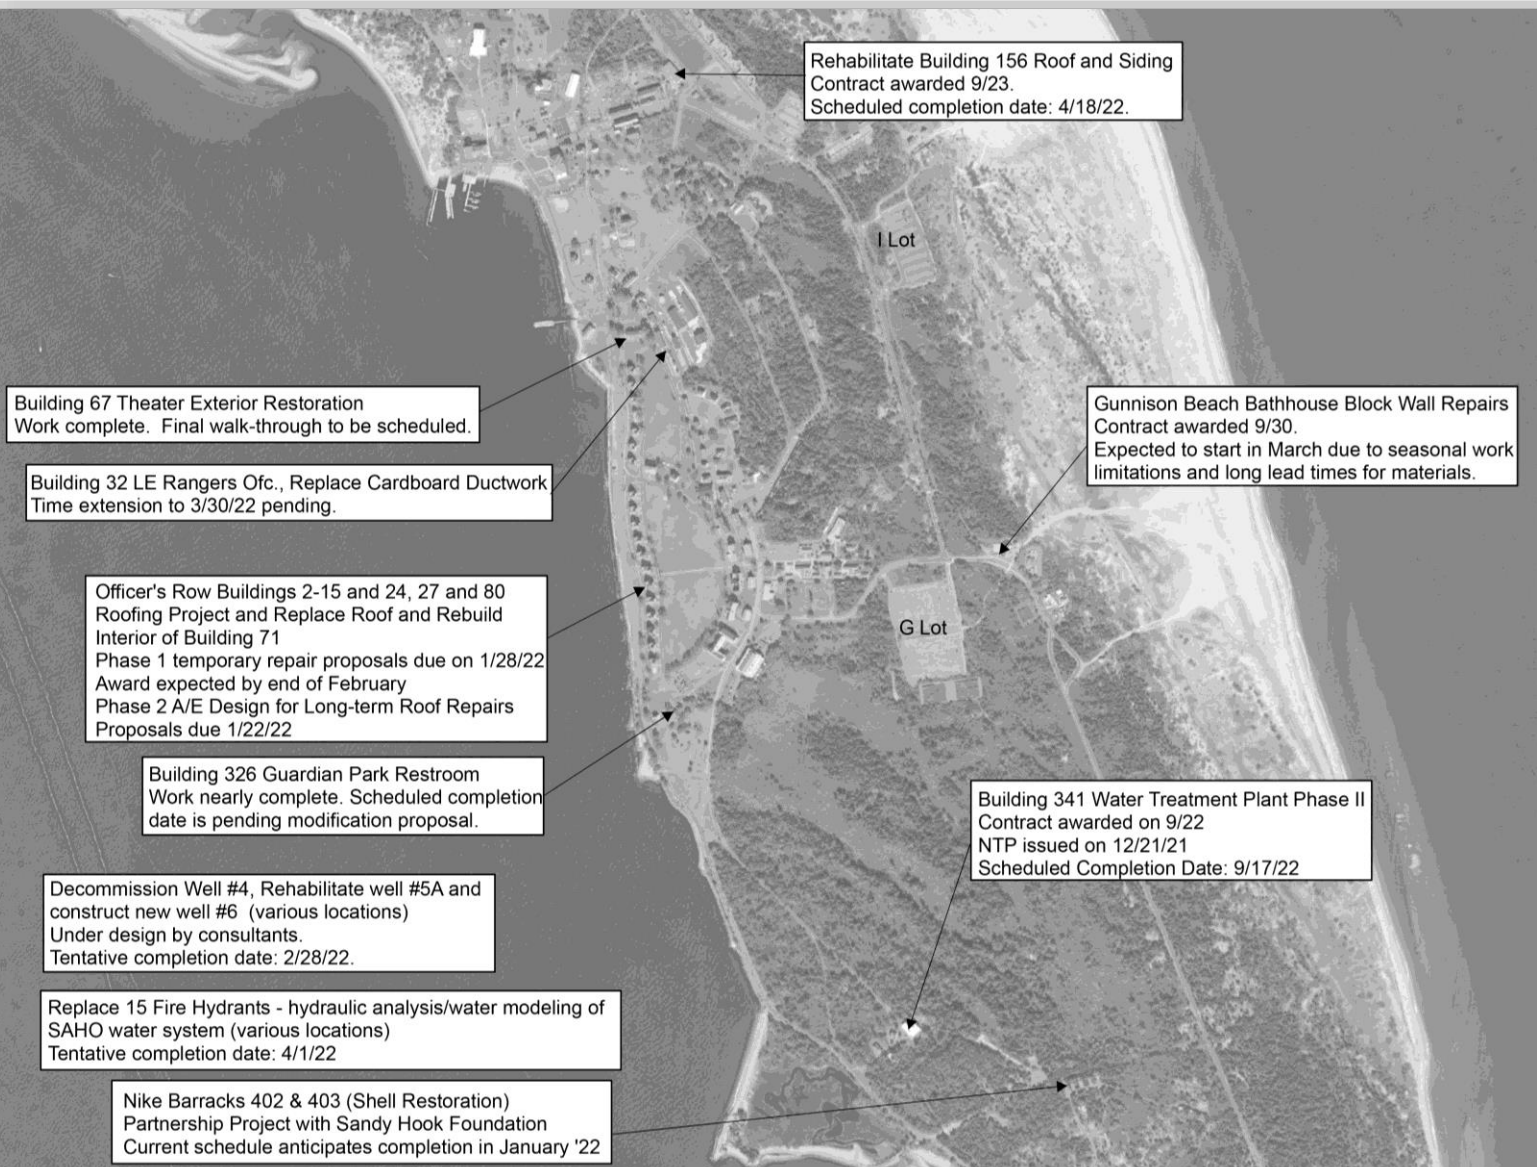 Rehabilitate Building 156 Roof and Siding
Contract awarded 9/23.
Scheduled completion date: 4/18/22.
I Lot
Building 67 Theater Exterior Restoration
Work complete.  Final walk-through to be scheduled.
Gunnison Beach Bathhouse Block Wall Repairs
Contract awarded 9/30.
Expected to start in March due to seasonal work
limitations and long lead times for materials.
Building 32 LE Rangers Ofc., Replace Cardboard Ductwork
Time extension to 3/30/22 pending.
Officer's Row Buildings 2-15 and 24, 27 and 80
Roofing Project and Replace Roof and Rebuild
Interior of Building 71
Phase 1 temporary repair proposals due on 1/28/22
Award expected by end of February
Phase 2 A/E Design for Long-term Roof Repairs
Proposals due 1/22/22
G Lot
Building 326 Guardian Park Restroom
Work nearly complete. Scheduled completion
date is pending modification proposal.
Building 341 Water Treatment Plant Phase II
Contract awarded on 9/22
NTP issued on 12/21/21
Scheduled Completion Date: 9/17/22
Decommission Well #4, Rehabilitate well #5A and
construct new well #6  (various locations)
Under design by consultants.
Tentative completion date: 2/28/22.
Replace 15 Fire Hydrants - hydraulic analysis/water modeling of
SAHO water system (various locations)
Tentative completion date: 4/1/22
Nike Barracks 402 & 403 (Shell Restoration)
Partnership Project with Sandy Hook Foundation
Current schedule anticipates completion in January '22